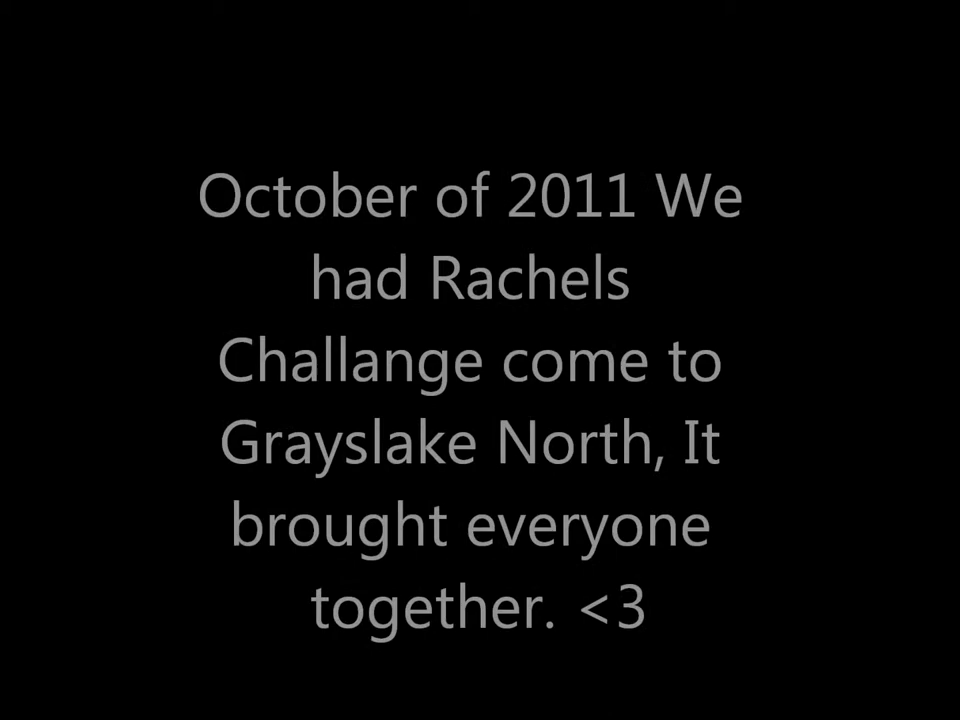 October of 2011 We
had Rachels
Challange come to
Grayslake North, It
brought everyone
together. <3